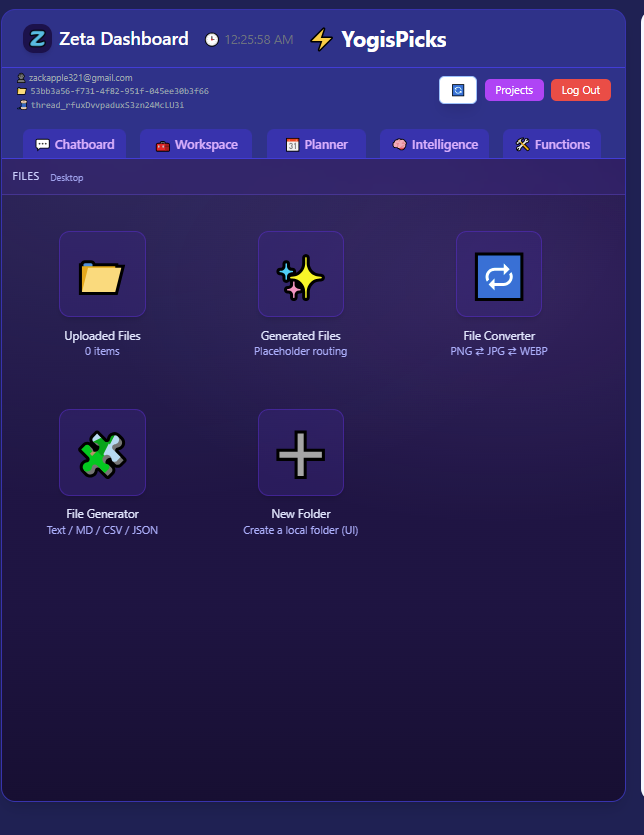 Zeta Dashboard 12:25:58 AM YogisPicks
zackapple321@gmail.com
53bb3a56-f731-4f82-951f-045ee30b3f66
thread_rfuxDvvpaduxS3zn24McLU3i
Projects Log Out
Chatboard Workspace Planner Intelligence Functions
FILES Desktop
Uploaded Files Generated Files File Converter
0 items Placeholder routing PNG ⇄ JPG ⇄ WEBP
File Generator New Folder
Text / MD / CSV / JSON Create a local folder (UI)